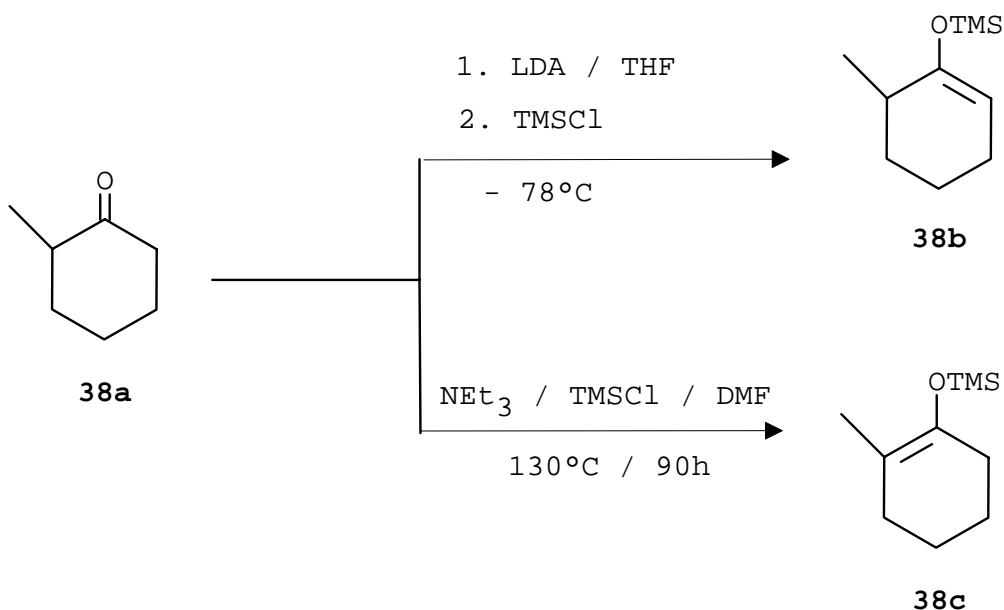 OTMS
1. LDA / THF
2. TMSCl
- 78°C
38b
O
38a
NEt3 / TMSCl / DMF
130°C / 90h
OTMS
38c